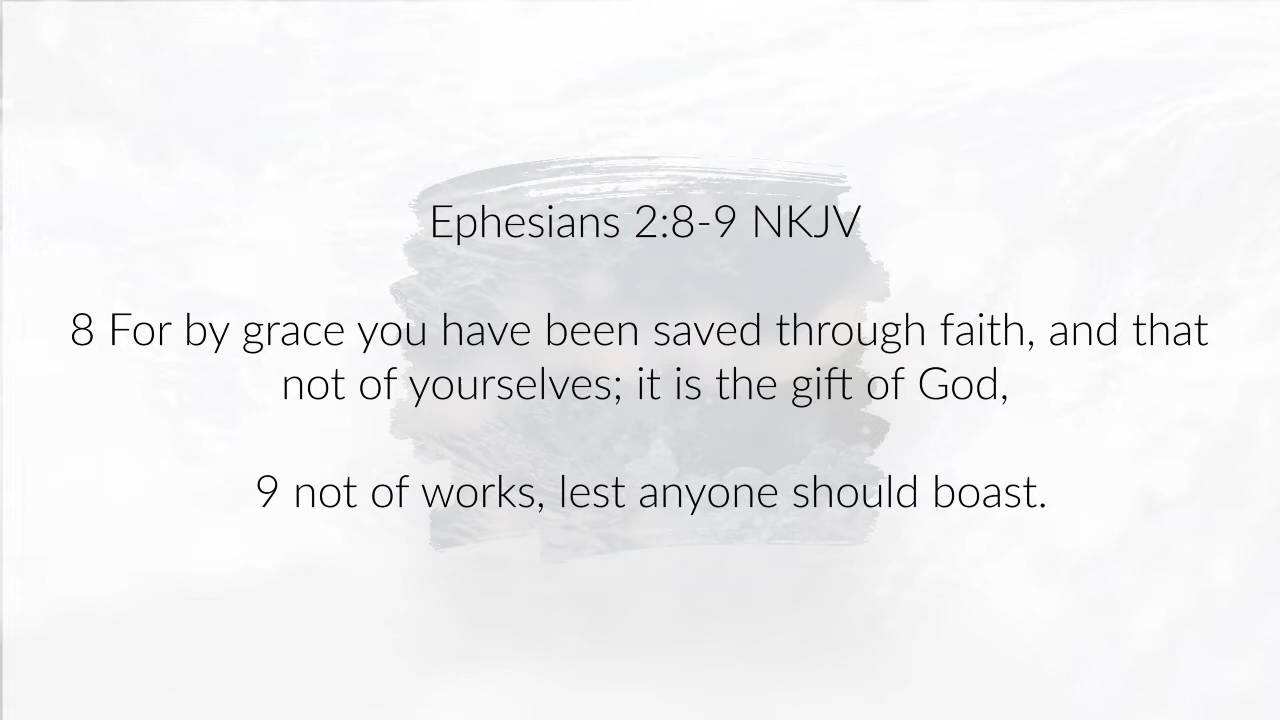 Ephesians 2:8-9 NKJV
8 For by grace you have been saved through faith, and that
not of yourselves; it is the gift of God,
9 not of works, lest anyone should boast.